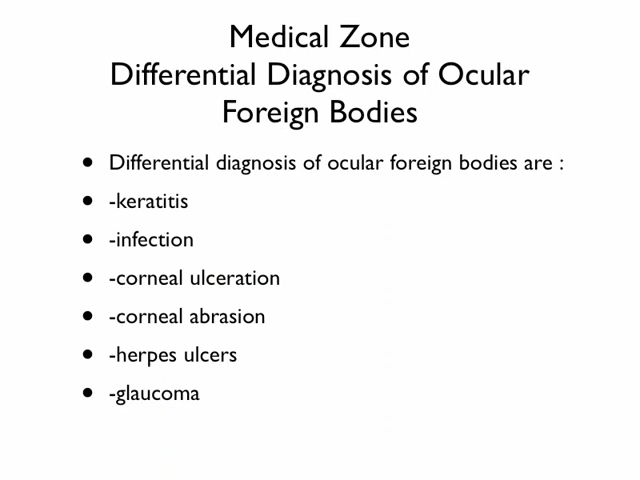 Medical Zone
Differential Diagnosis of Ocular
Foreign Bodies
• Differential diagnosis of ocular foreign bodies are :
• -keratitis
• -infection
• -corneal ulceration
• -corneal abrasion
• -herpes ulcers
• -glaucoma